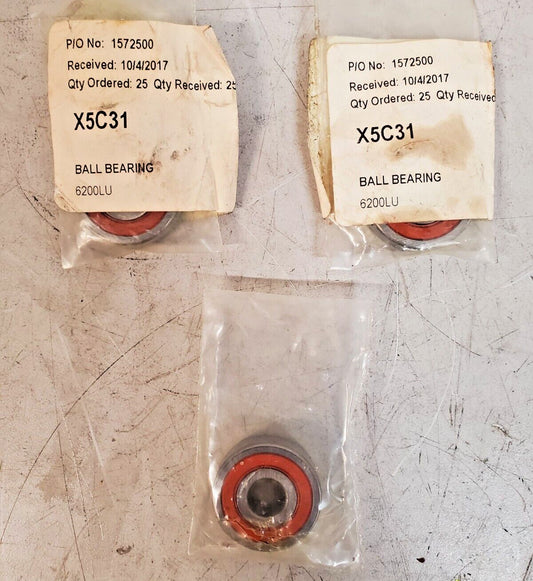 P/O No: 1572500
Received: 10/4/2017
Qty Ordered: 25 Qty Received: 25
X5C31
BALL BEARING
6200LU
P/O No: 1572500
Received: 10/4/2017
Qty Ordered: 25 Qty Received
X5C31
BALL BEARING
6200LU